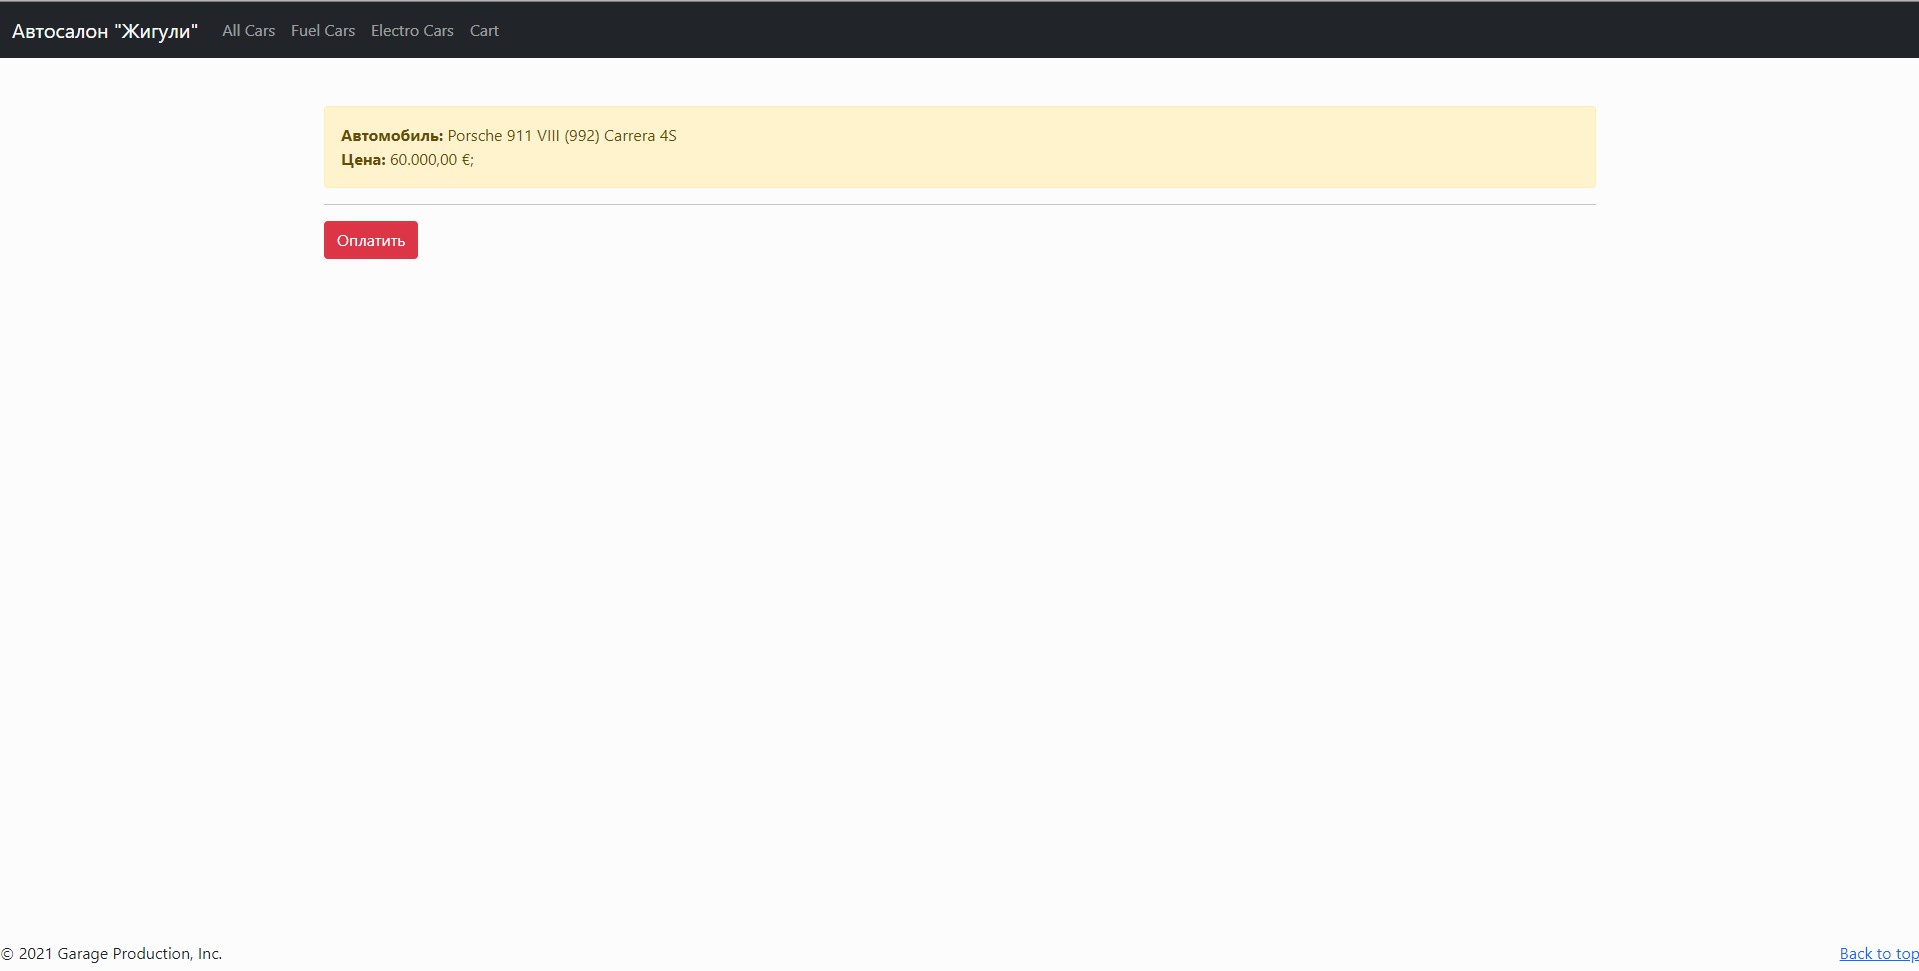 Автосалон "Жигули" All Cars Fuel Cars Electro Cars Cart
Автомобиль: Porsche 911 VIII (992) Carrera 4S
Цена: 60.000,00 €;
Оплатить
© 2021 Garage Production, Inc. Back to top